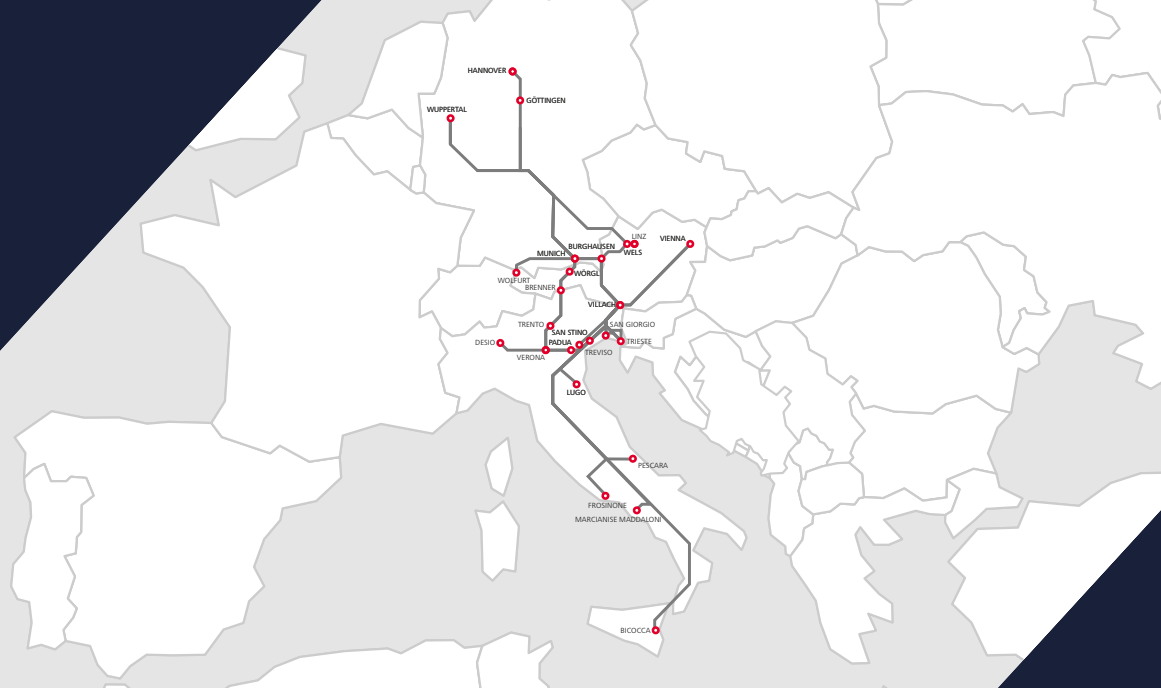 HANNOVER
GÖTTINGEN
WUPPERTAL
LINZ
VIENNA
BURGHAUSEN
WELS
MUNICH
WÖRGL
WOLFURT
BRENNER
VILLACH
TRENTO
SAN GIORGIO
SAN STINO
DESIO
PADUA
TRIESTE
VERONA
TREVISO
LUGO
PESCARA
FROSINONE
MARCIANISE MADDALONI
BICOCCA